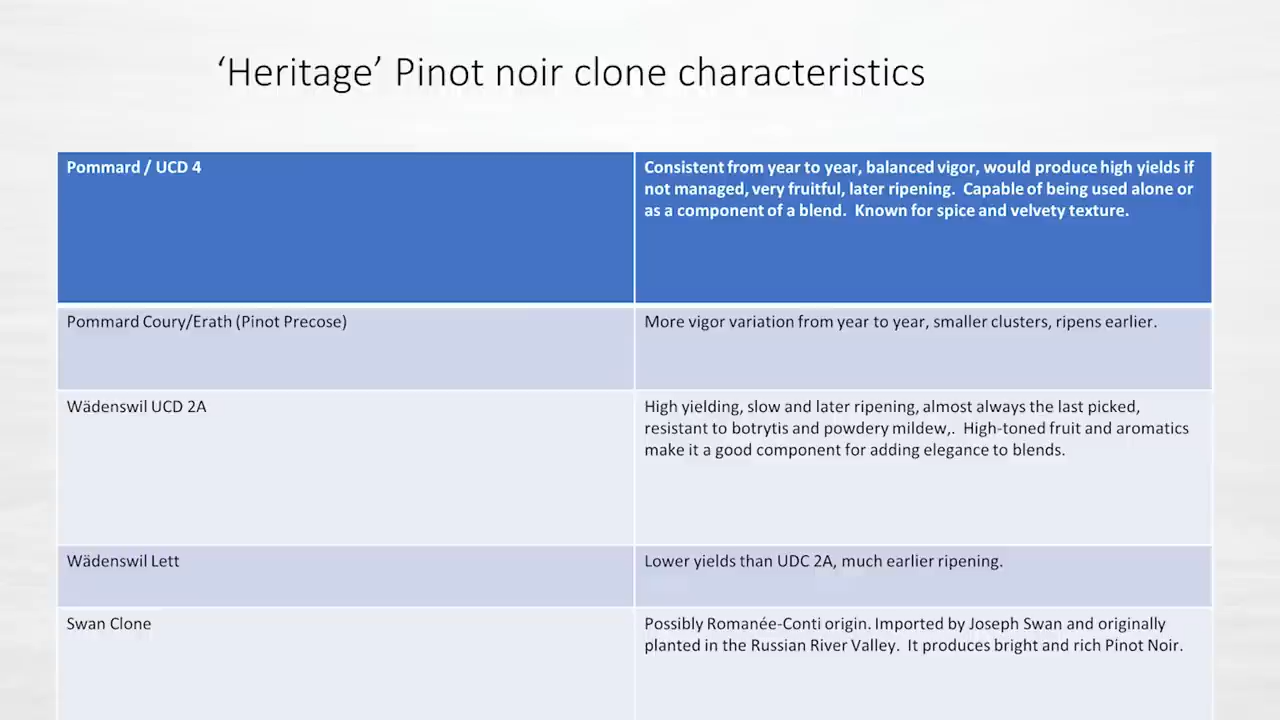 ‘Heritage’ Pinot noir clone characteristics
Pommard / UCD 4
Consistent from year to year, balanced vigor, would produce high yields if
not managed, very fruitful, later ripening.  Capable of being used alone or
as a component of a blend.  Known for spice and velvety texture.
Pommard Coury/Erath (Pinot Precose)
More vigor variation from year to year, smaller clusters, ripens earlier.
Wädenswil UCD 2A
High yielding, slow and later ripening, almost always the last picked,
resistant to botrytis and powdery mildew,.  High-toned fruit and aromatics
make it a good component for adding elegance to blends.
Wädenswil Lett
Lower yields than UDC 2A, much earlier ripening.
Swan Clone
Possibly Romanée-Conti origin. Imported by Joseph Swan and originally
planted in the Russian River Valley.  It produces bright and rich Pinot Noir.